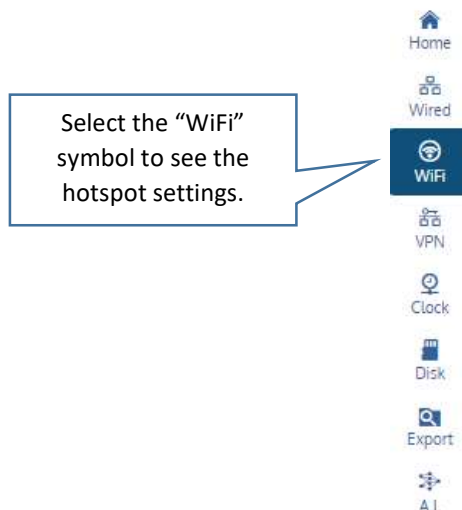 Home
Wired
Select the “WiFi”
symbol to see the
hotspot settings.
WiFi
VPN
Clock
Disk
Export
A.I.